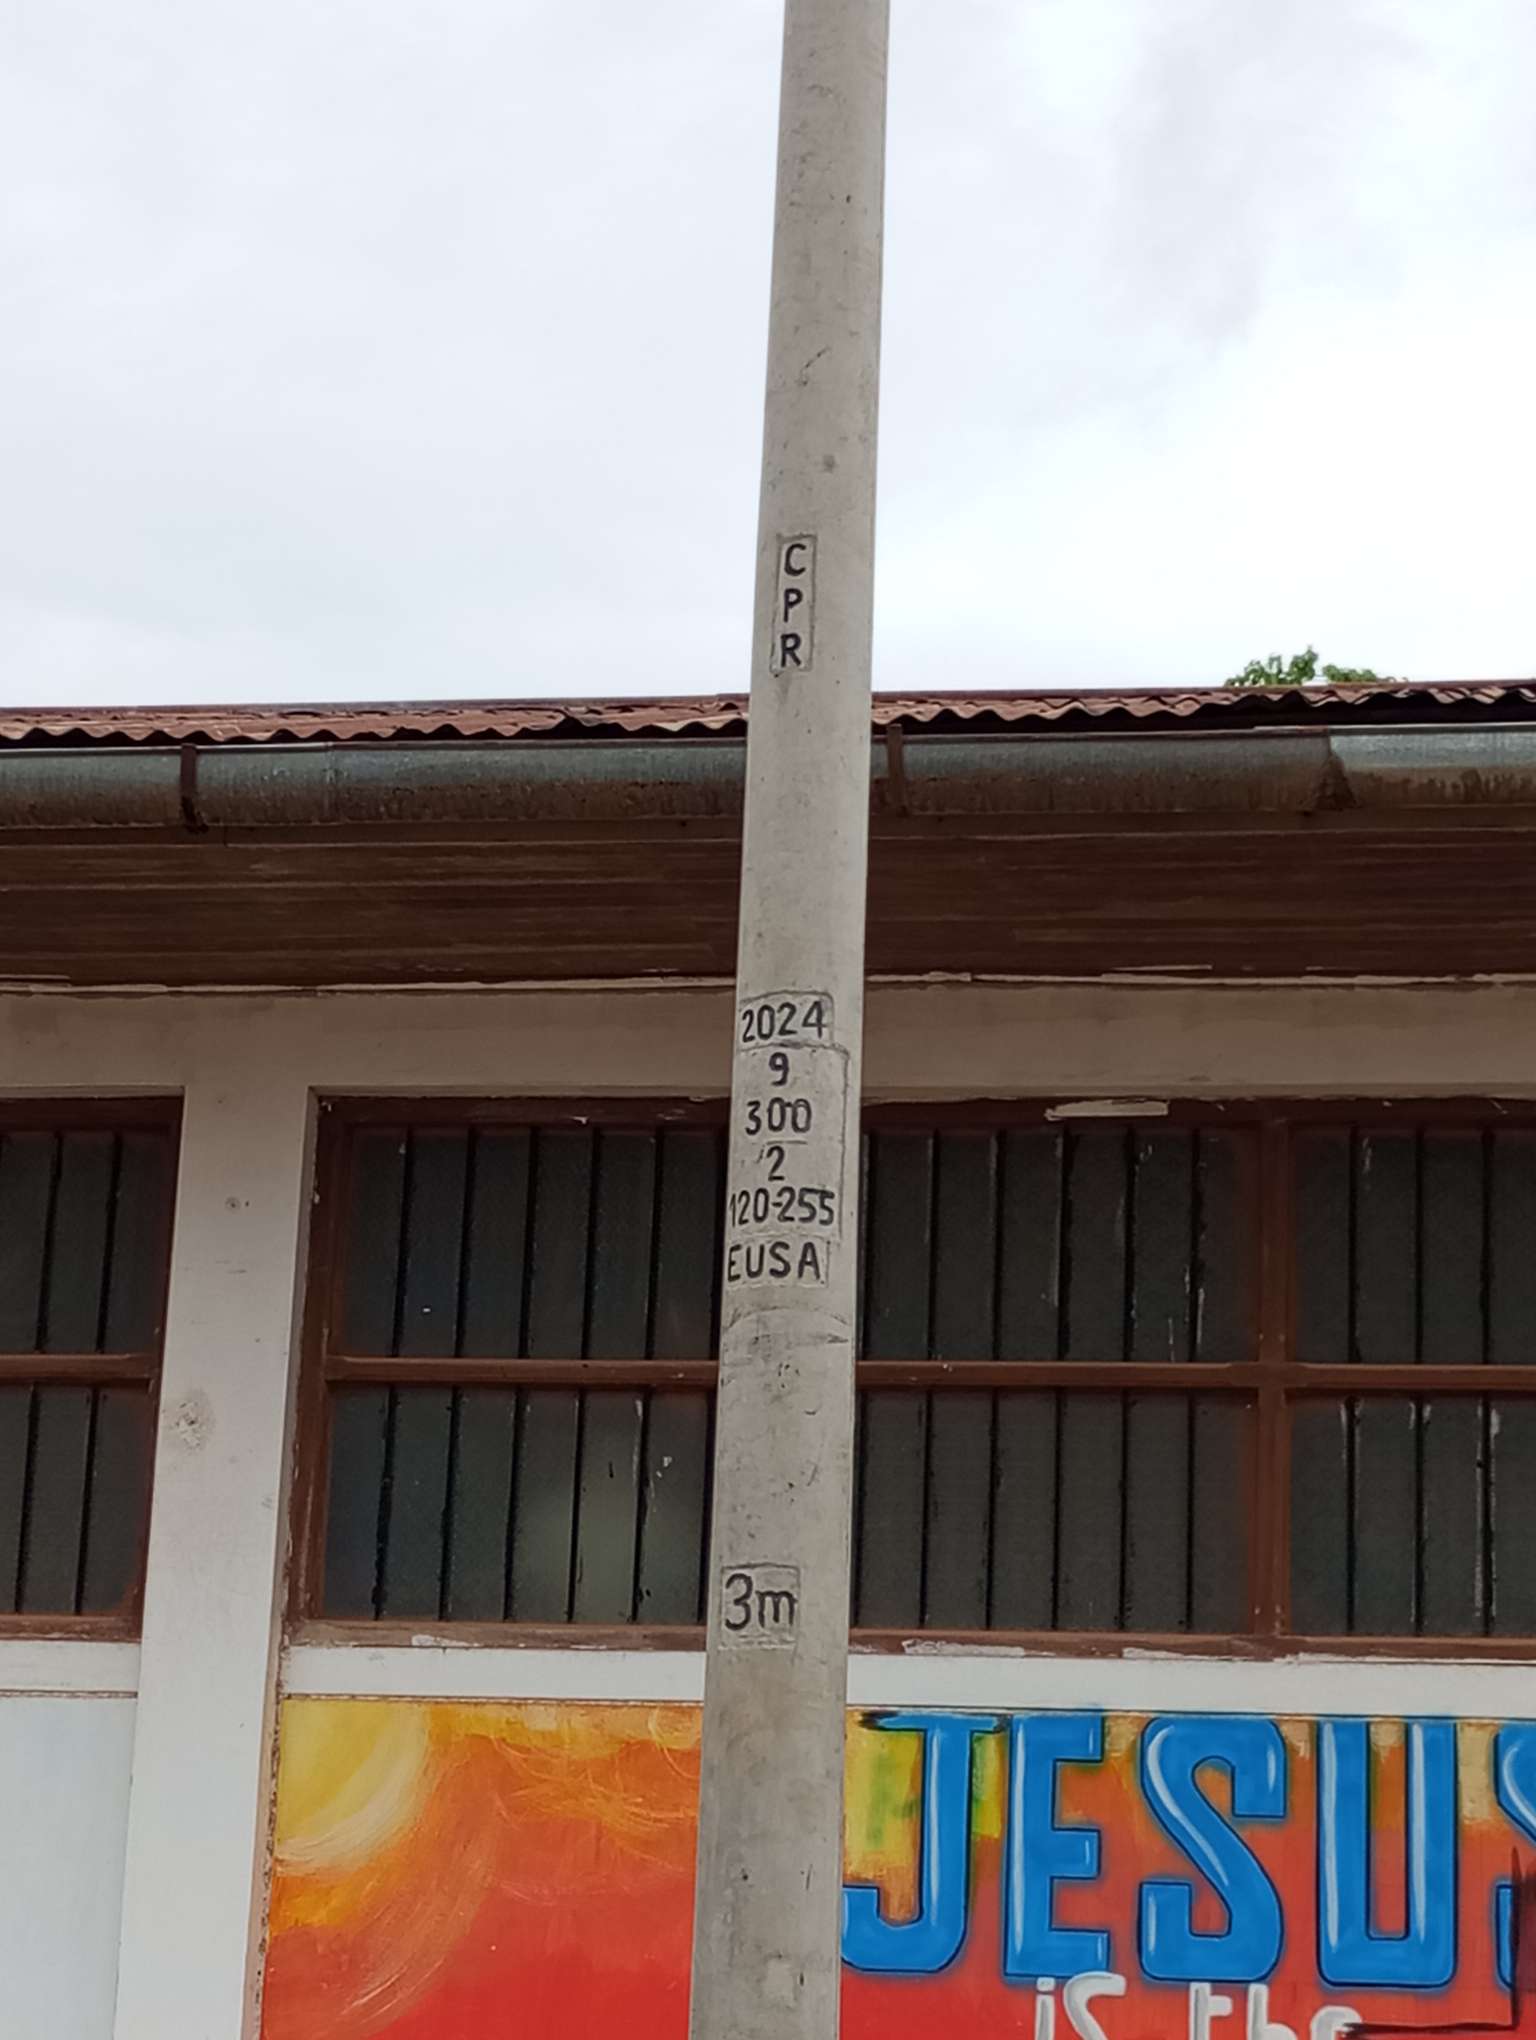 C
P
R
2024
9
300
2
120-255
EUSA
3m
JESUS
is the